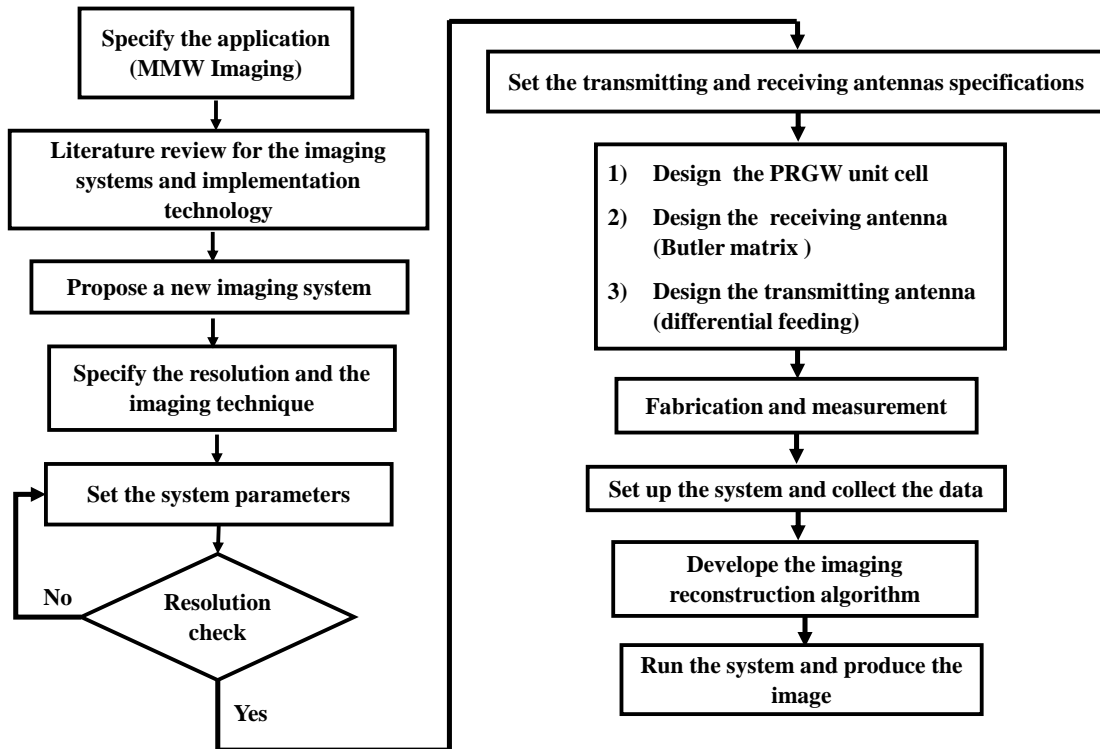 Specify the application
(MMW Imaging)
Literature review for the imaging
systems and implementation
technology
Propose a new imaging system
Specify the resolution and the
imaging technique
Set the system parameters
No
Resolution
check
Yes
Set the transmitting and receiving antennas specifications
1) Design the PRGW unit cell
2) Design the receiving antenna
(Butler matrix )
3) Design the transmitting antenna
(differential feeding)
Fabrication and measurement
Set up the system and collect the data
Develope the imaging
reconstruction algorithm
Run the system and produce the
image